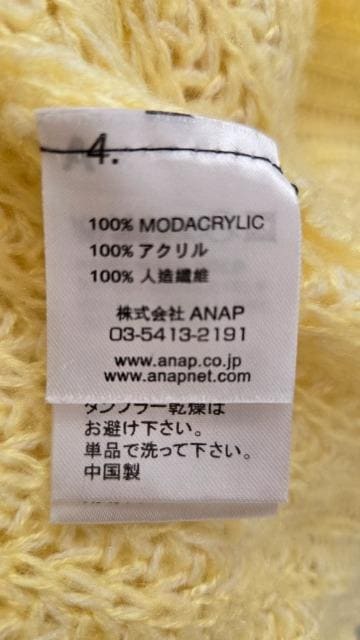 4.
100% MODACRYLIC
100% アクリル
100% 人造繊維
株式会社 ANAP
03-5413-2191
www.anap.co.jp
www.anapnet.com
タンブラー乾燥は
お避け下さい。
単品で洗って下さい。
中国製